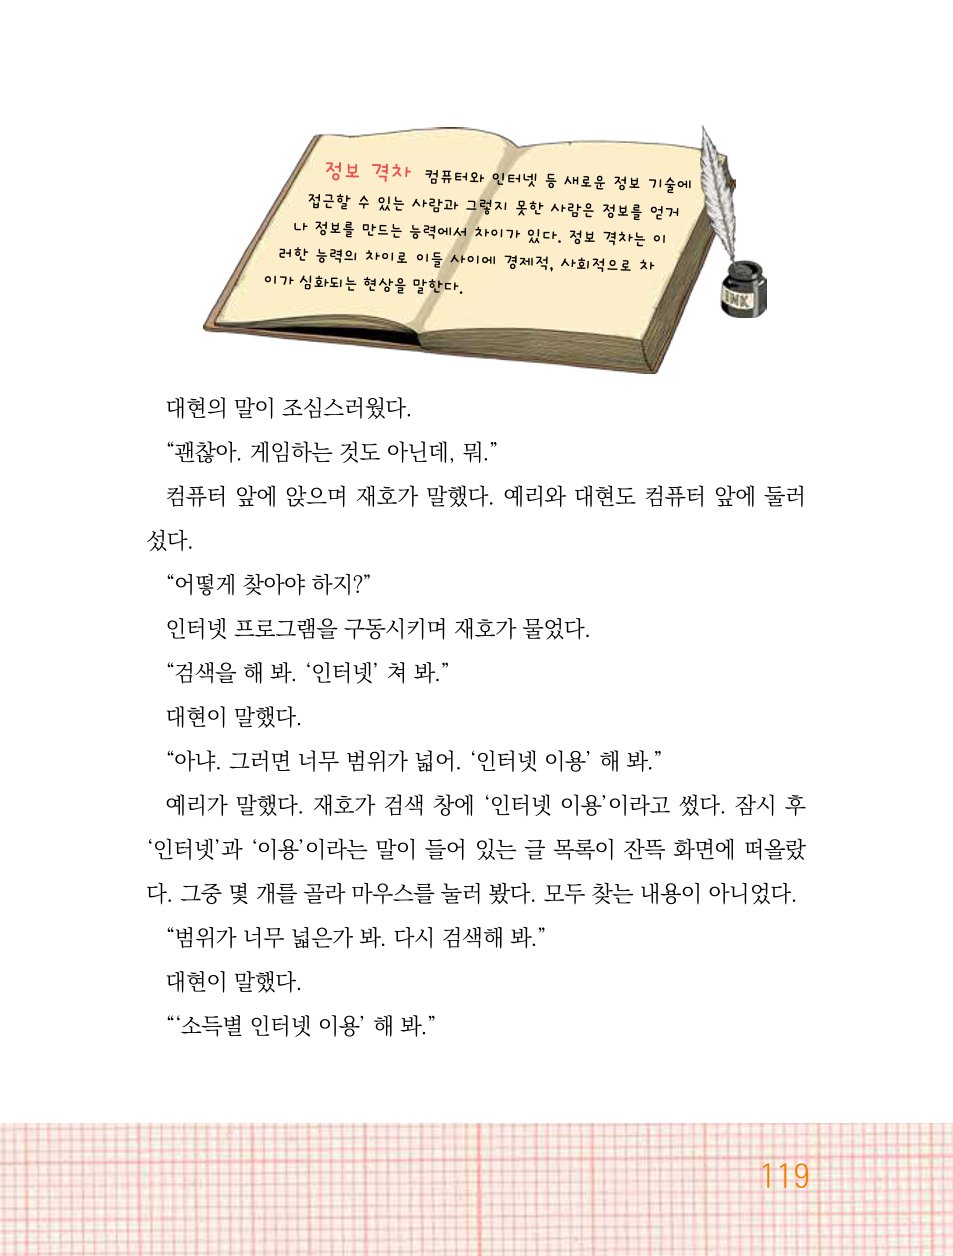 정보 격차 컴퓨터와 인터넷 등 새로운 정보 기술에
접근할 수 있는 사람과 그렇지 못한 사람은 정보를 얻거
나 정보를 만드는 능력에서 차이가 있다. 정보 격차는 이
러한 능력의 차이로 이들 사이에 경제적, 사회적으로 차
이가 심화되는 현상을 말한다.
INK
대현의 말이 조심스러웠다.
“괜찮아. 게임하는 것도 아닌데, 뭐.”
컴퓨터 앞에 앉으며 재호가 말했다. 예리와 대현도 컴퓨터 앞에 둘러
섰다.
“어떻게 찾아야 하지?”
인터넷 프로그램을 구동시키며 재호가 물었다.
“검색을 해 봐. ‘인터넷’ 쳐 봐.”
대현이 말했다.
“아냐. 그러면 너무 범위가 넓어. ‘인터넷 이용’ 해 봐.”
예리가 말했다. 재호가 검색 창에 ‘인터넷 이용’이라고 썼다. 잠시 후
‘인터넷’과 ‘이용’이라는 말이 들어 있는 글 목록이 잔뜩 화면에 떠올랐
다. 그중 몇 개를 골라 마우스를 눌러 봤다. 모두 찾는 내용이 아니었다.
“범위가 너무 넓은가 봐. 다시 검색해 봐.”
대현이 말했다.
“‘소득별 인터넷 이용’ 해 봐.”
119